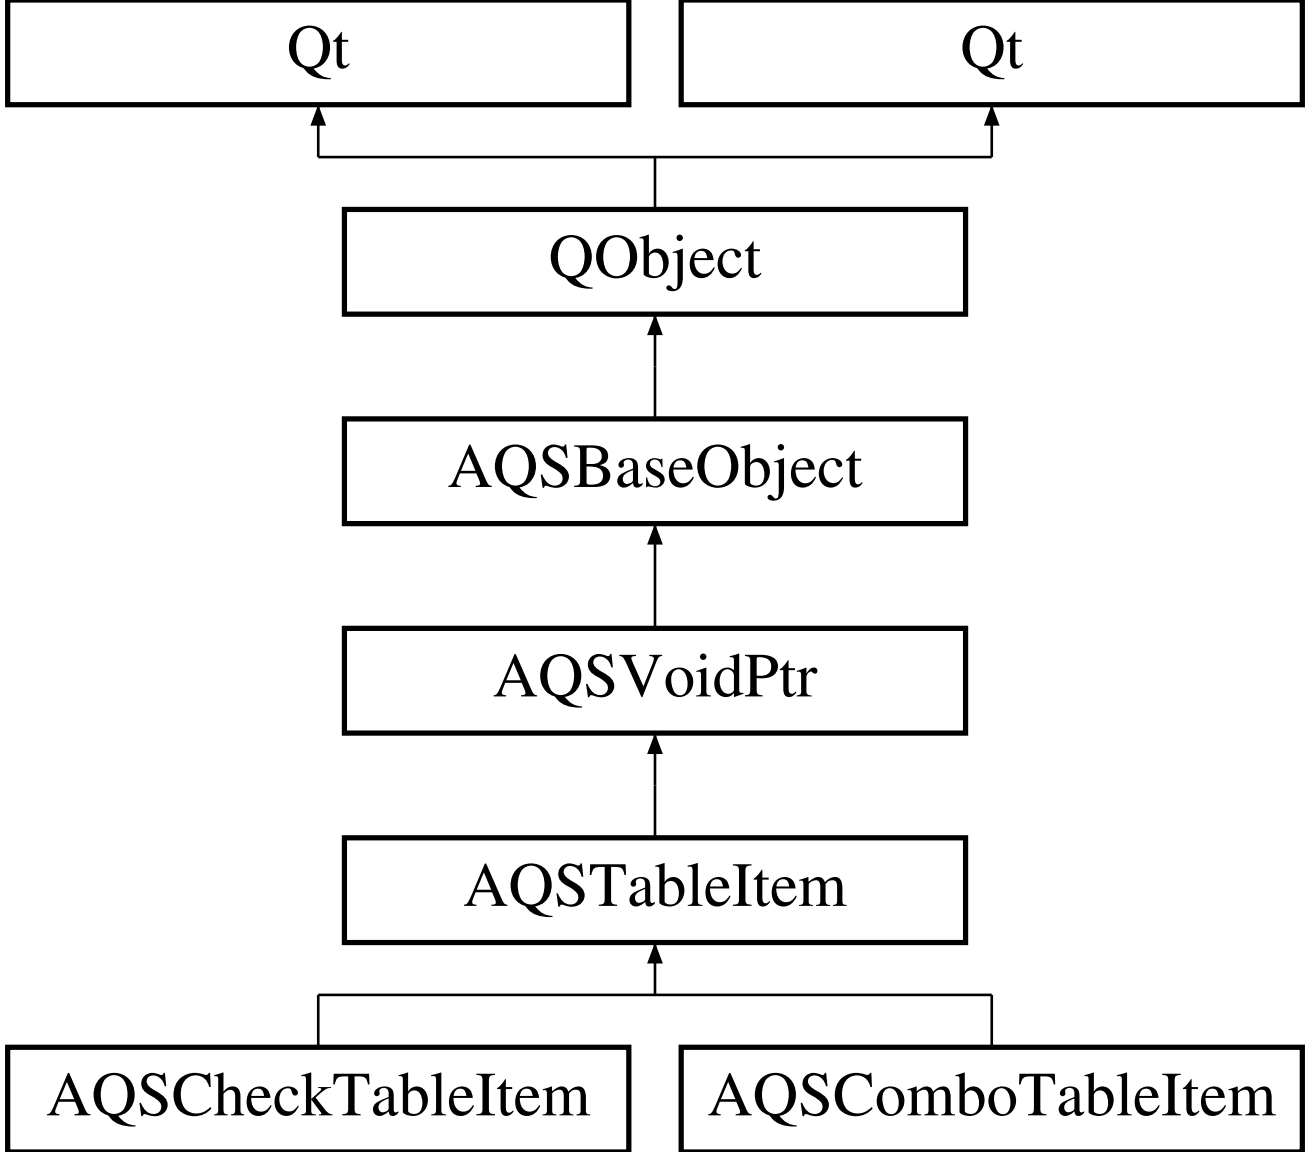 Qt
Qt
QObject
AQSBaseObject
AQSVoidPtr
AQSTableItem
AQSCheckTableItem
AQSComboTableItem